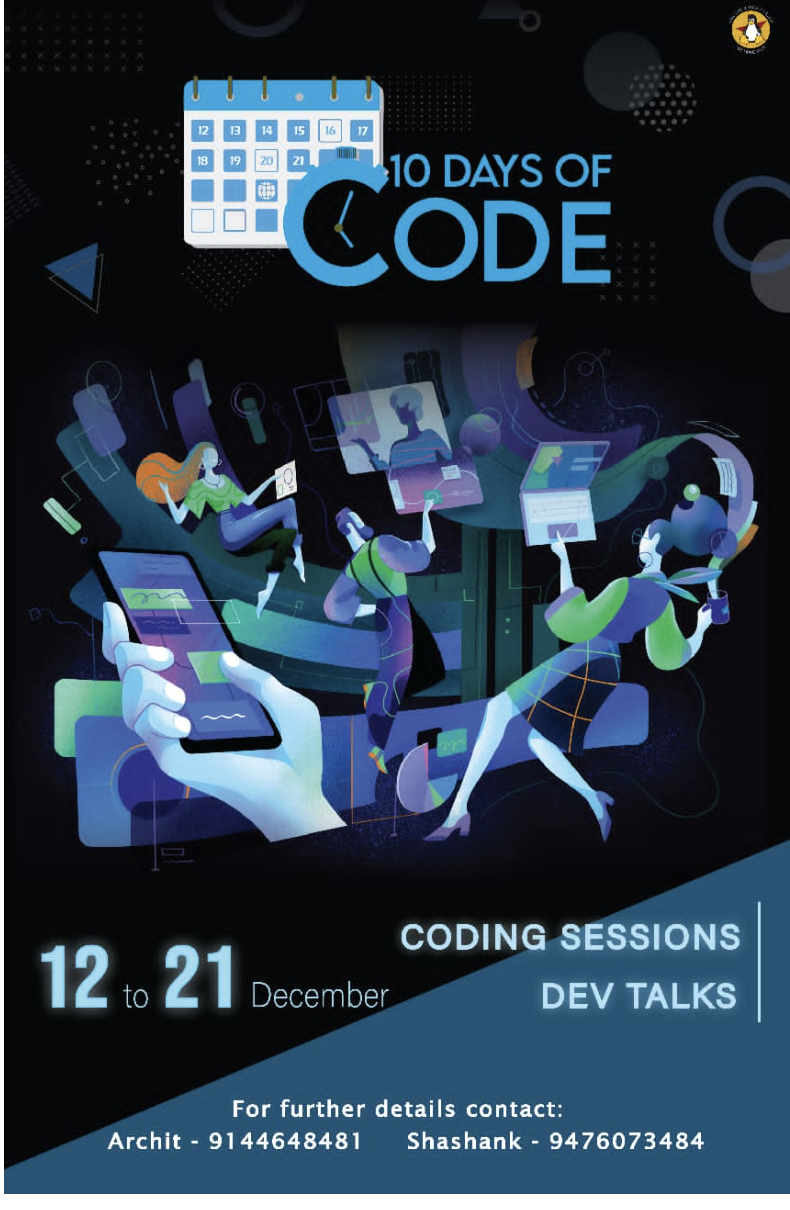 12 13 14 15 16 17
18 19 20 21
10 DAYS OF
CODE
12 to 21 December
CODING SESSIONS
DEV TALKS
For further details contact:
Archit - 9144648481 Shashank - 9476073484